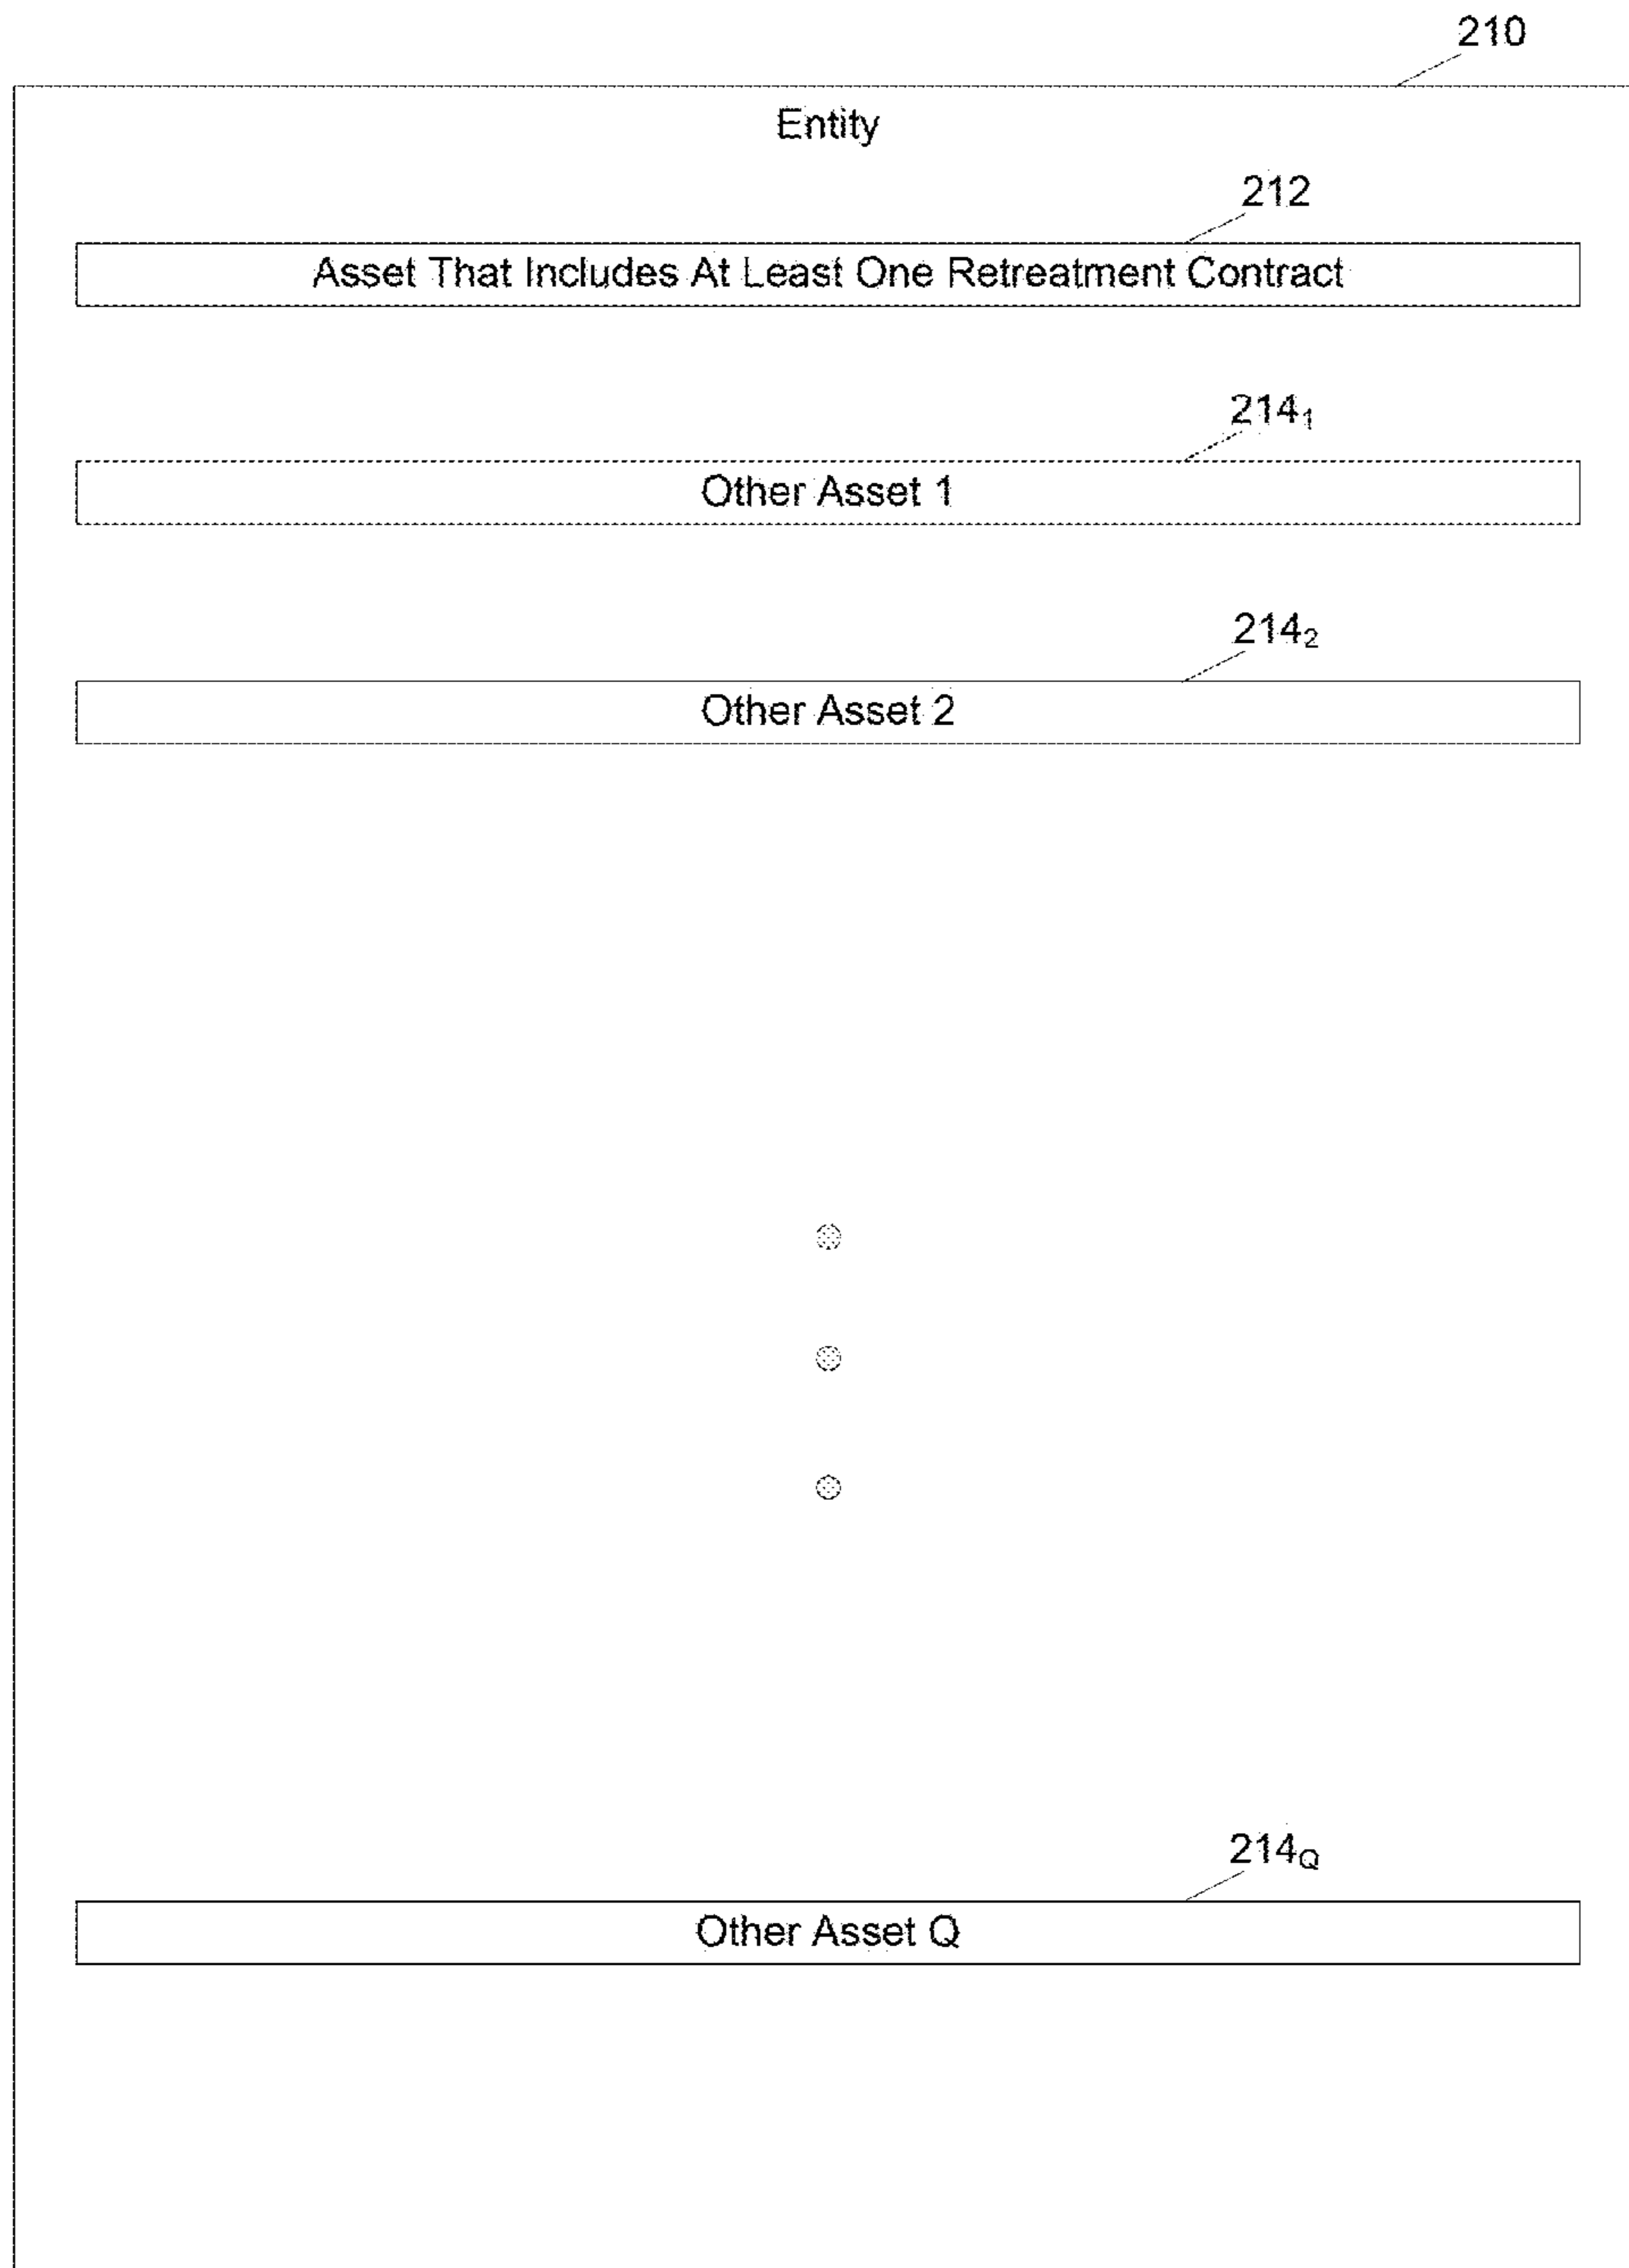 210
Entity
212
Asset That Includes At Least One Retreatment Contract
214₁
Other Asset 1
214₂
Other Asset 2
214Q
Other Asset Q